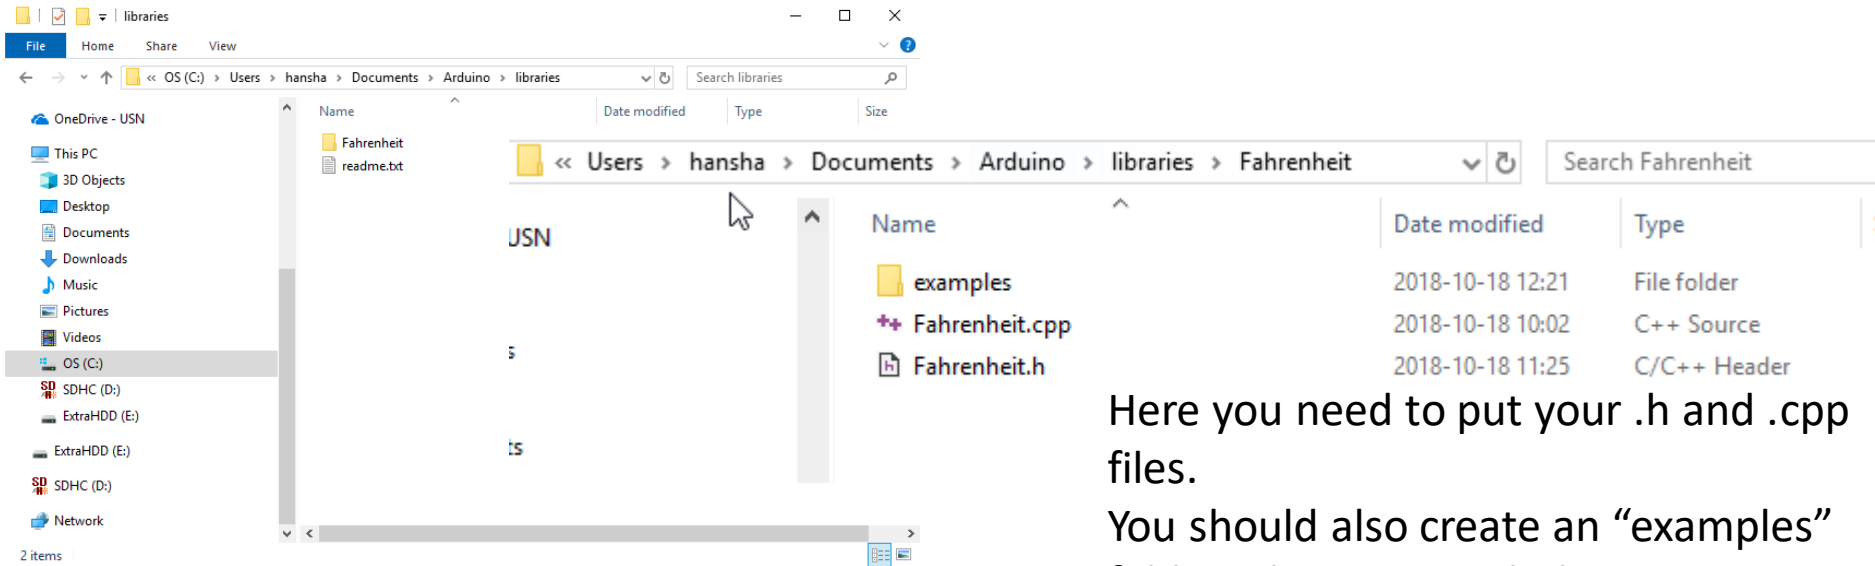 libraries
File Home Share View
« OS (C:) › Users › hansha › Documents › Arduino › libraries
Search libraries
OneDrive - USN
This PC
3D Objects
Desktop
Documents
Downloads
Music
Pictures
Videos
OS (C:)
SDHC (D:)
ExtraHDD (E:)
ExtraHDD (E:)
SDHC (D:)
Network
2 items
Name Date modified Type Size
Fahrenheit
readme.txt
« Users › hansha › Documents › Arduino › libraries › Fahrenheit
Search Fahrenheit
USN
s
ts
Name Date modified Type
examples 2018-10-18 12:21 File folder
Fahrenheit.cpp 2018-10-18 10:02 C++ Source
Fahrenheit.h 2018-10-18 11:25 C/C++ Header
Here you need to put your .h and .cpp
files.
You should also create an “examples”